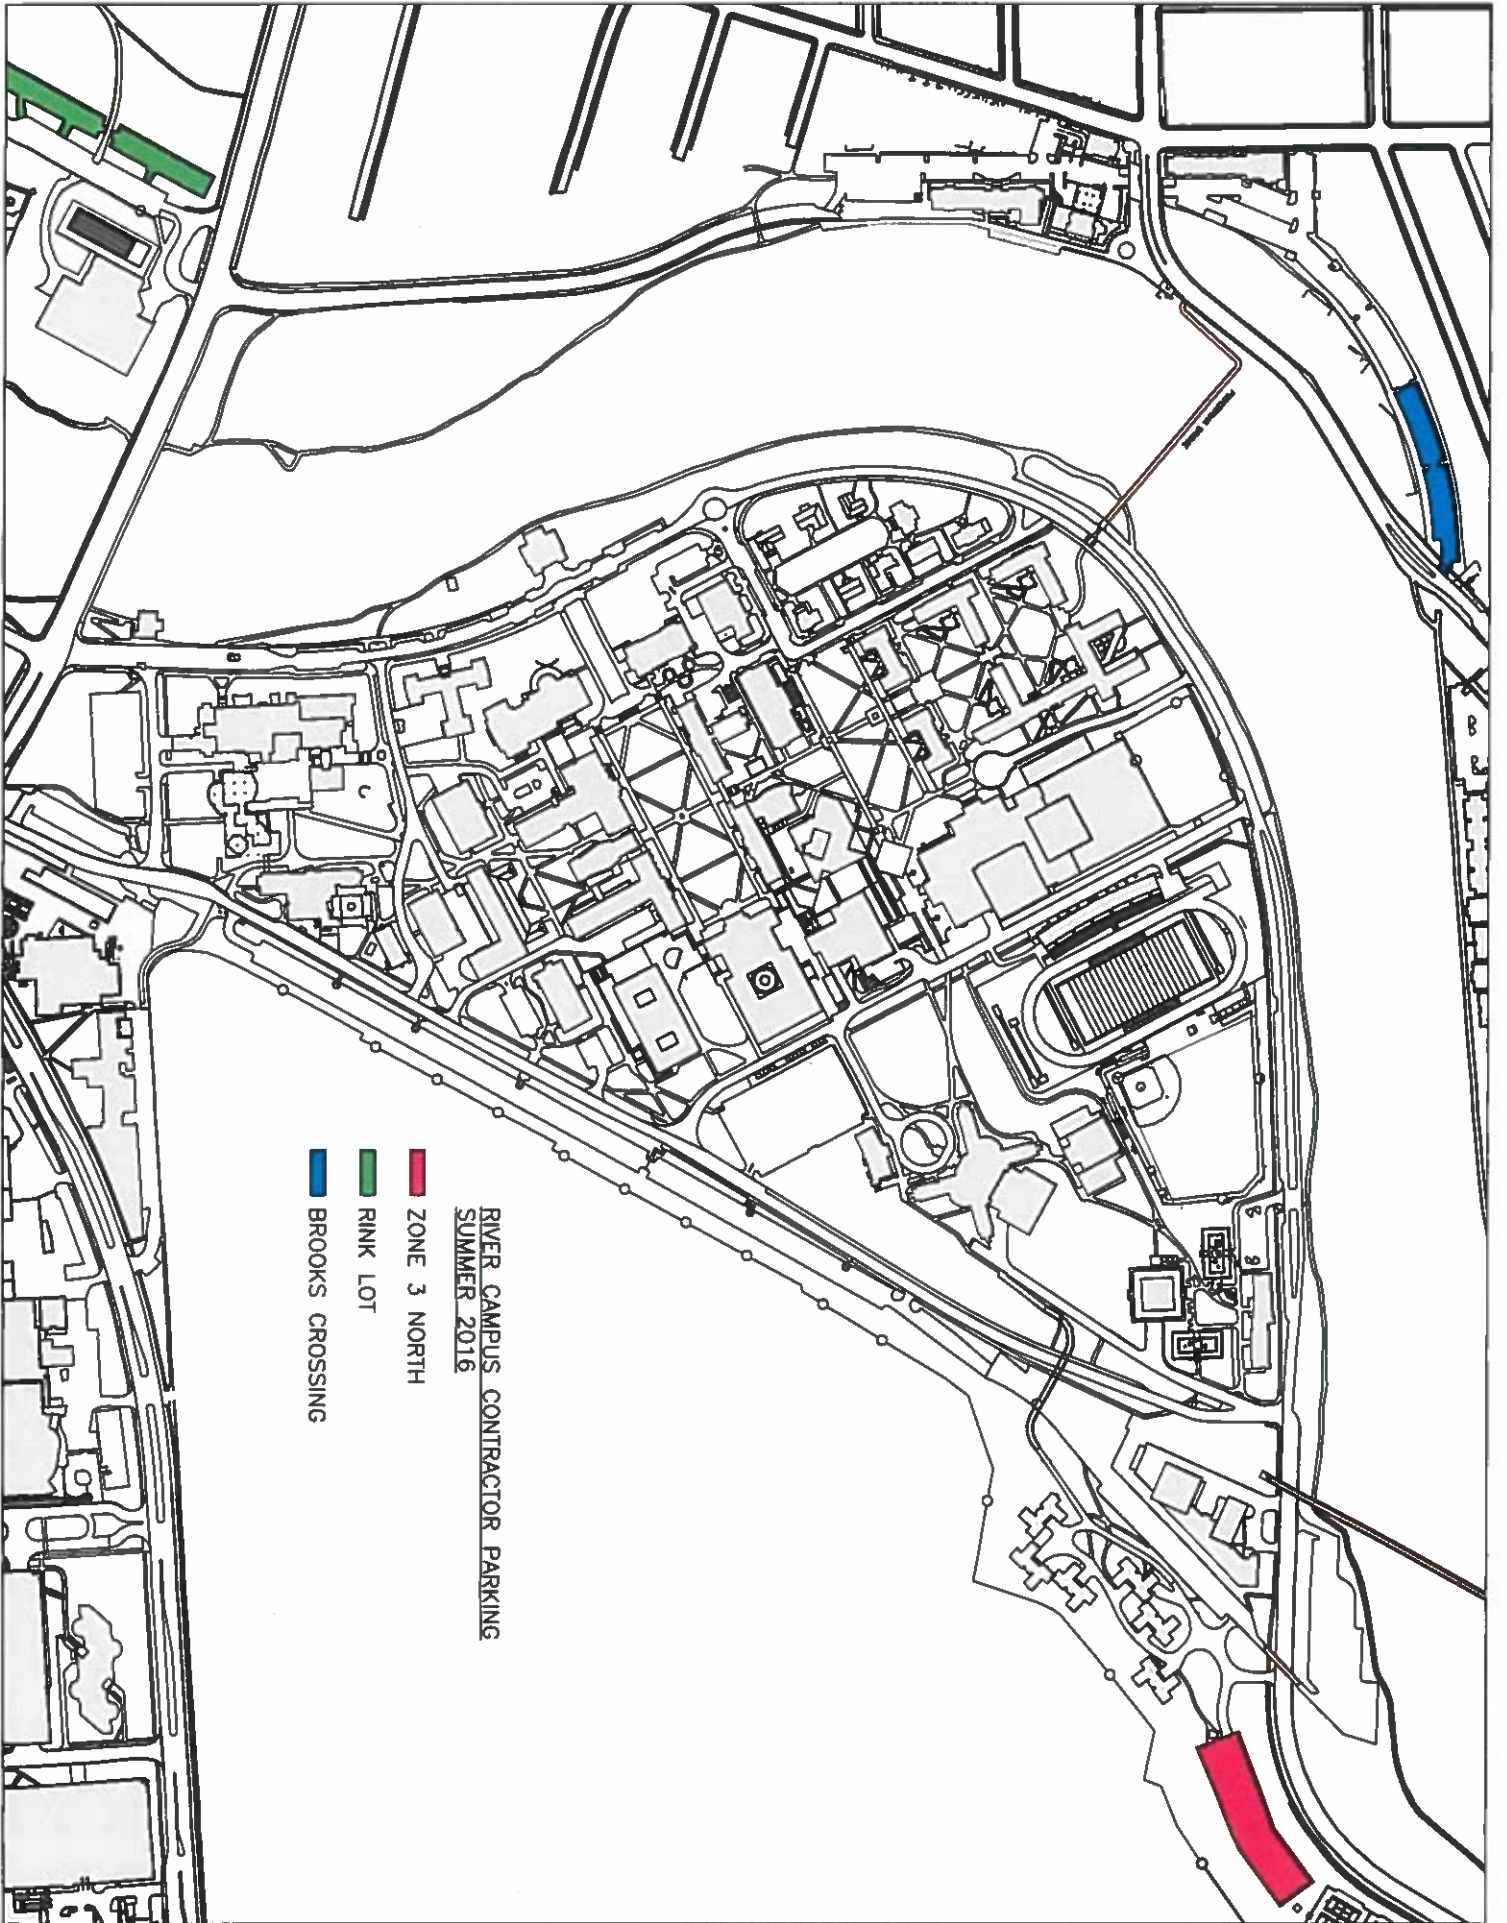 RIVER CAMPUS CONTRACTOR PARKING
SUMMER 2016
ZONE 3 NORTH
RINK LOT
BROOKS CROSSING